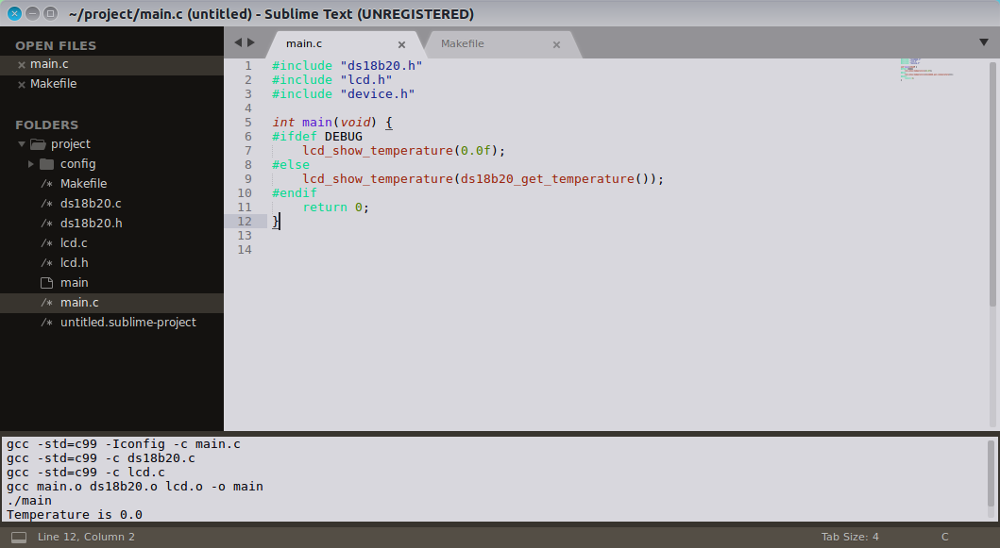 ~/project/main.c (untitled) - Sublime Text (UNREGISTERED)
OPEN FILES
main.c
Makefile
FOLDERS
project
config
/* Makefile
/* ds18b20.c
/* ds18b20.h
/* lcd.c
/* lcd.h
main
/* main.c
/* untitled.sublime-project
main.c Makefile
1 #include "ds18b20.h"
2 #include "lcd.h"
3 #include "device.h"
4
5 int main(void) {
6 #ifdef DEBUG
7     lcd_show_temperature(0.0f);
8 #else
9     lcd_show_temperature(ds18b20_get_temperature());
10 #endif
11     return 0;
12 }
13
14
gcc -std=c99 -Iconfig -c main.c
gcc -std=c99 -c ds18b20.c
gcc -std=c99 -c lcd.c
gcc main.o ds18b20.o lcd.o -o main
./main
Temperature is 0.0
Line 12, Column 2 Tab Size: 4 C